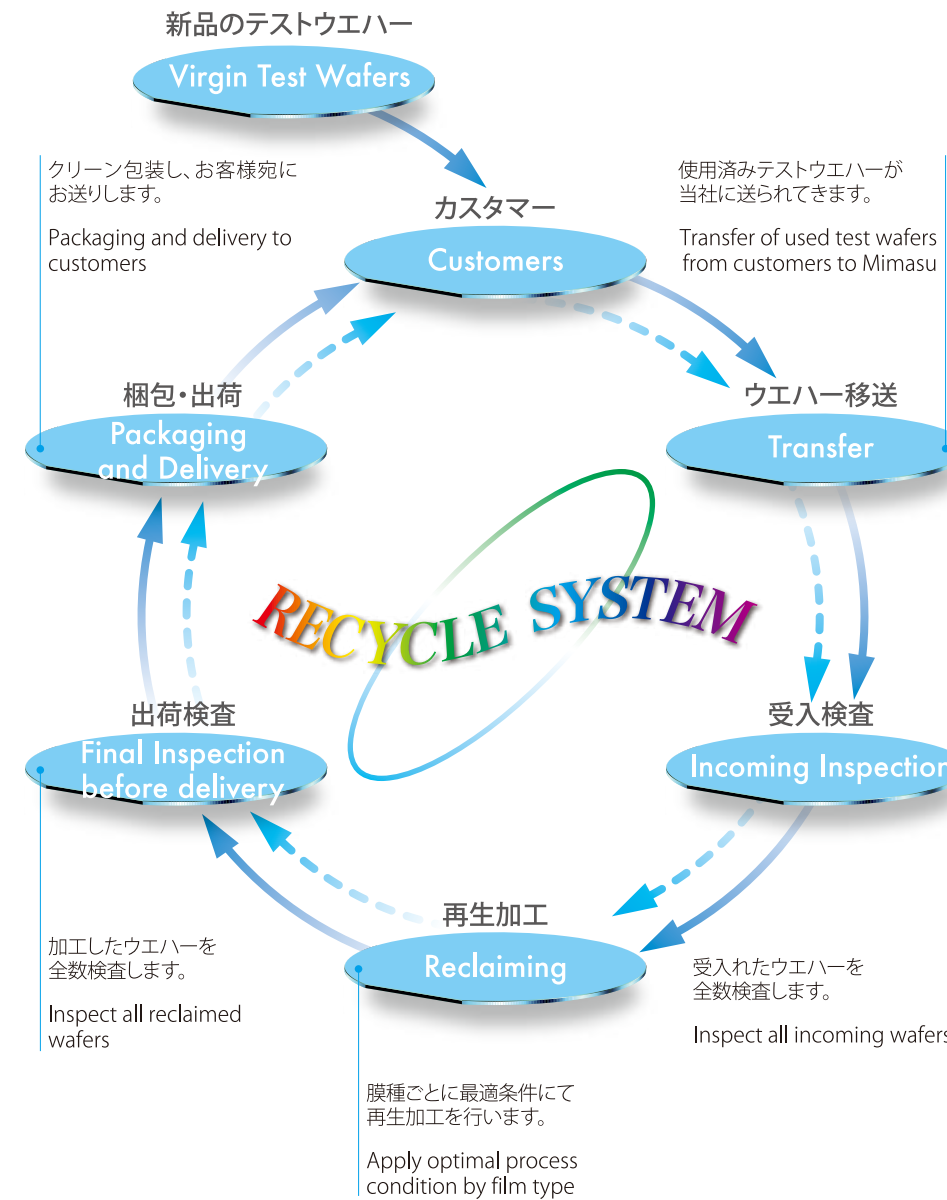 新品のテストウエハー
Virgin Test Wafers
クリーン包装し、お客様宛に
お送りします。
Packaging and delivery to
customers
カスタマー
Customers
使用済みテストウエハーが
当社に送られてきます。
Transfer of used test wafers
from customers to Mimasu
梱包・出荷
Packaging
and Delivery
ウエハー移送
Transfer
RECYCLE SYSTEM
出荷検査
Final Inspection
before delivery
受入検査
Incoming Inspection
再生加工
Reclaiming
加工したウエハーを
全数検査します。
Inspect all reclaimed
wafers
受入れたウエハーを
全数検査します。
Inspect all incoming wafers
膜種ごとに最適条件にて
再生加工を行います。
Apply optimal process
condition by film type